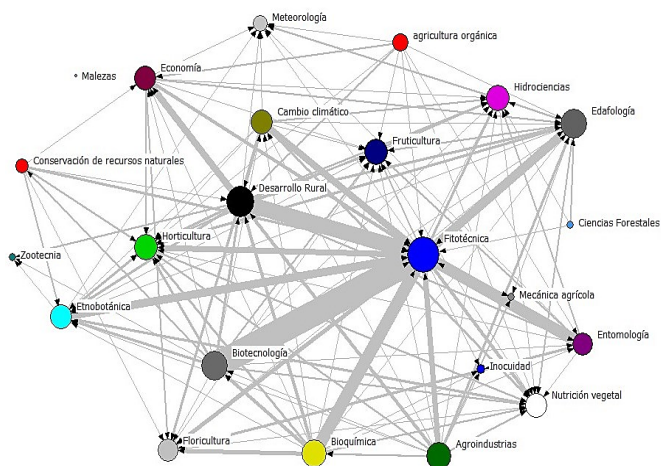 Meteorología
agricultura orgánica
Economía
Malezas
Hidrociencias
Cambio climático
Edafología
Fruticultura
Conservación de recursos naturales
Desarrollo Rural
Ciencias Forestales
Horticultura
Fitotécnica
Zootecnia
Mecánica agrícola
Etnobotánica
Entomología
Biotecnología
Inocuidad
Nutrición vegetal
Floricultura
Bioquímica
Agroindustrias